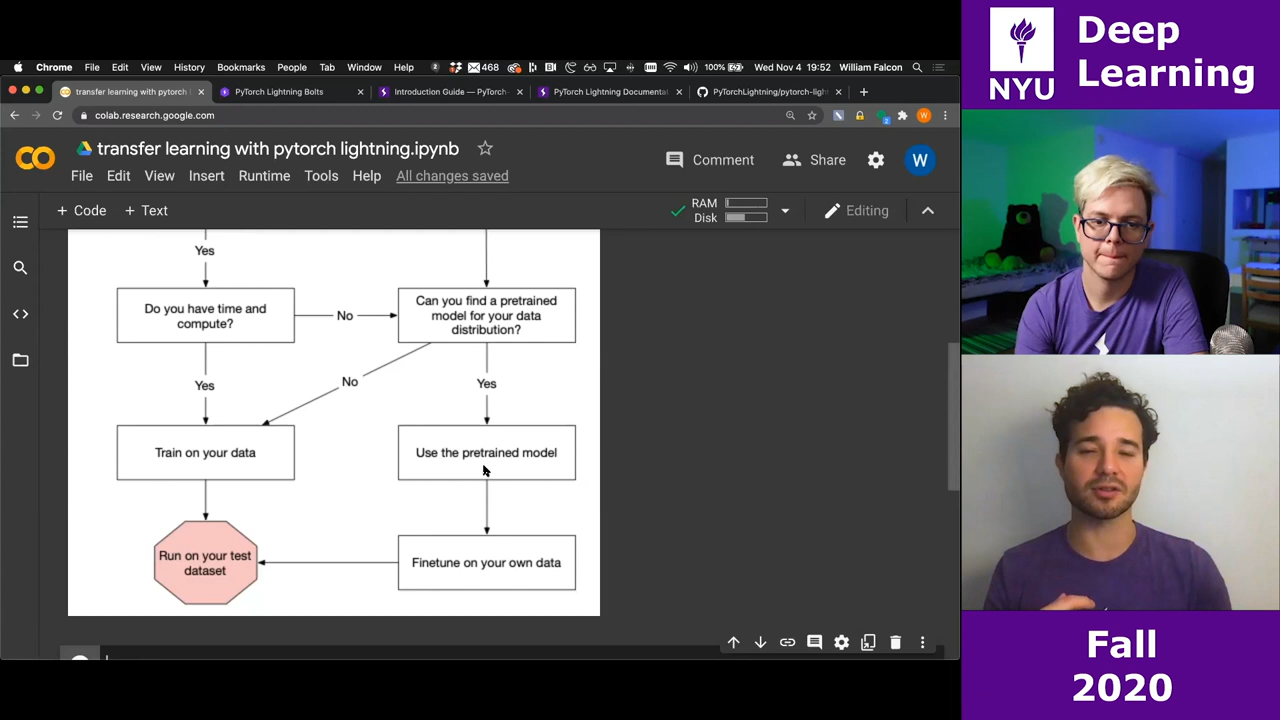 Chrome File Edit View History Bookmarks People Tab Window Help 2 468 100% Wed Nov 4 19:52 William Falcon
transfer learning with pytorch l
PyTorch Lightning Bolts
Introduction Guide — PyTorch-
PyTorch Lightning Documenta
PyTorchLightning/pytorch-ligh
colab.research.google.com
2
W
CO
transfer learning with pytorch lightning.ipynb
Comment
Share
W
File Edit View Insert Runtime Tools Help All changes saved
+ Code + Text
RAM
Disk
Editing
Yes
Do you have time and
compute?
No
Can you find a pretrained
model for your data
distribution?
Yes
No
Yes
Train on your data
Use the pretrained model
Run on your test
dataset
Finetune on your own data
NYU
Deep
Learning
Fall
2020